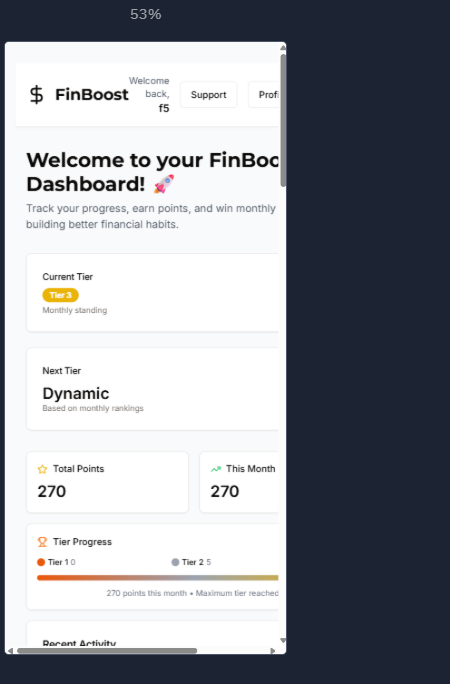 53%
FinBoost
Welcome
back,
f5
Support
Profi
Welcome to your FinBoo
Dashboard! 🚀
Track your progress, earn points, and win monthly
building better financial habits.
Current Tier
Tier 3
Monthly standing
Next Tier
Dynamic
Based on monthly rankings
Total Points
This Month
270
270
Tier Progress
Tier 1 0
Tier 2 5
270 points this month • Maximum tier reached
Recent Activity